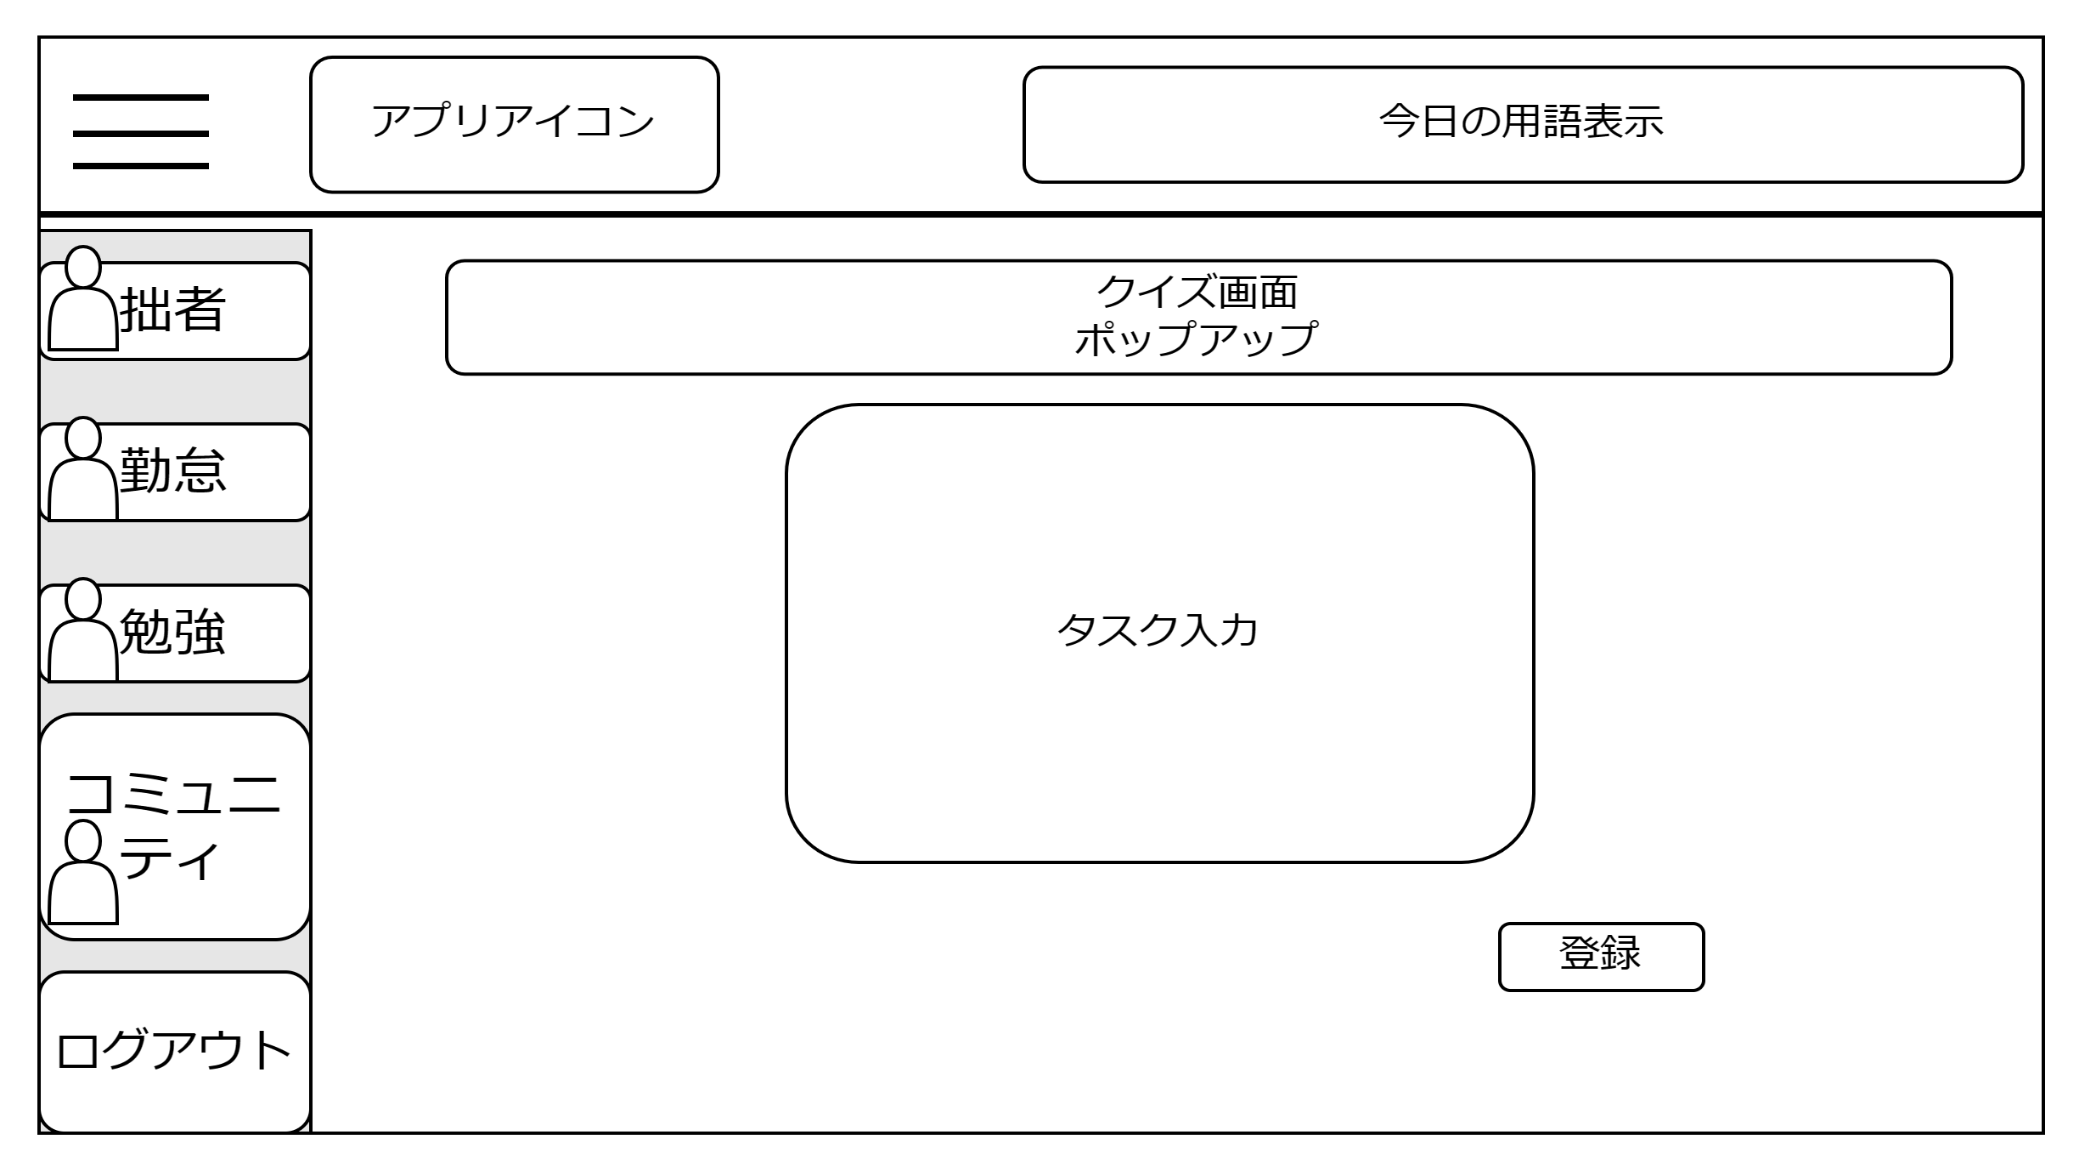 アプリアイコン
今日の用語表示
拙者
勤怠
勉強
コミュニ
ティ
ログアウト
クイズ画面
ポップアップ
タスク入力
登録